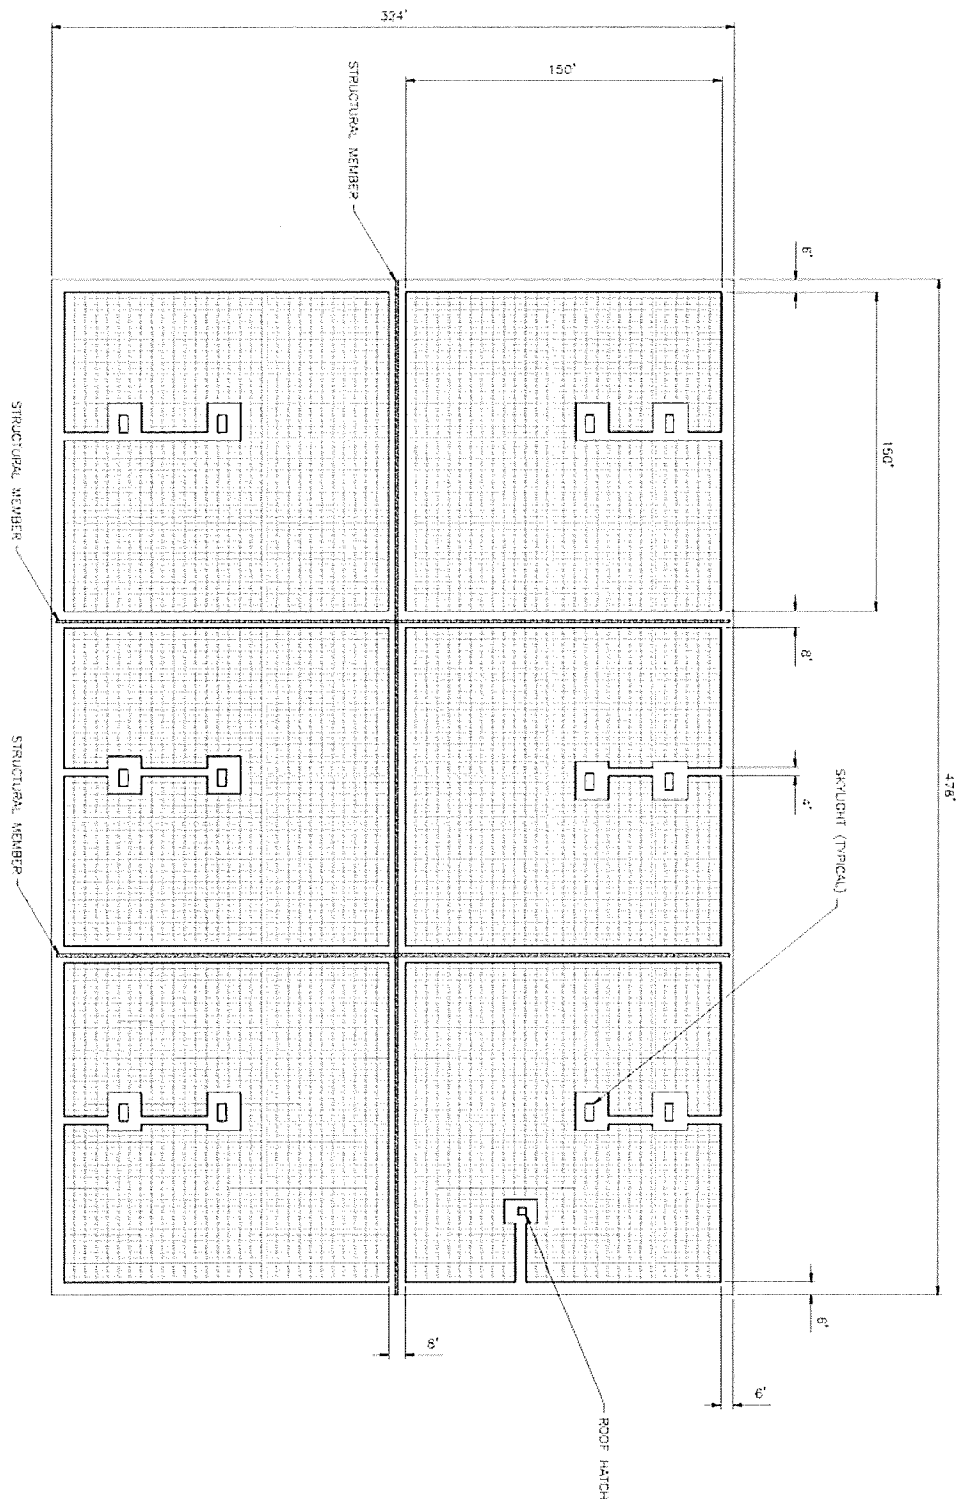 324'
150'
STRUCTURAL MEMBER
6'
478'
150'
STRUCTURAL MEMBER
8'
4'
SKYLIGHT (TYPICAL)
STRUCTURAL MEMBER
6'
8'
6'
ROOF HATCH